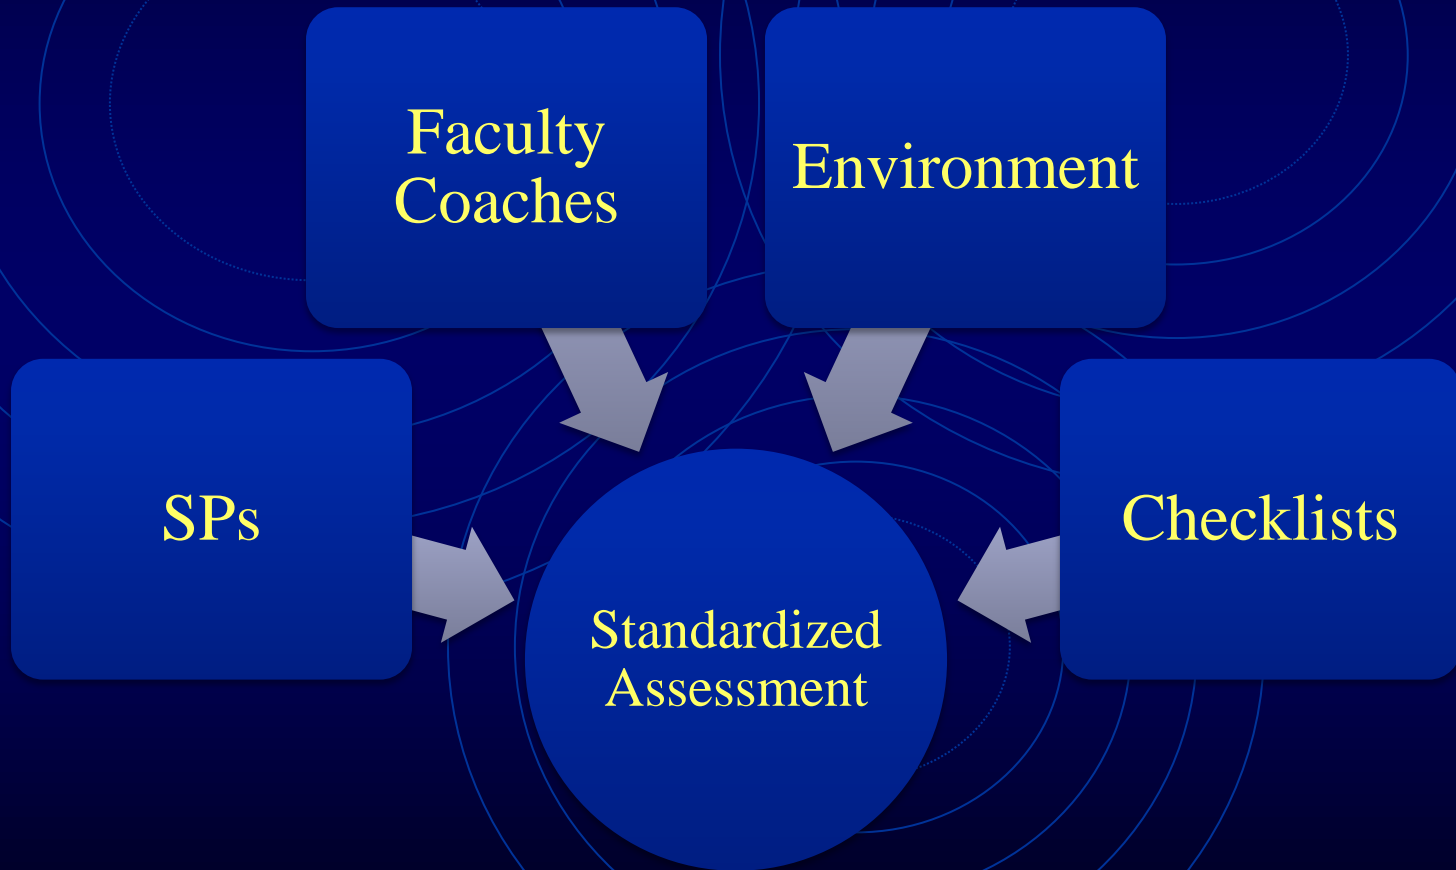 Faculty
Coaches
Environment
SPs
Checklists
Standardized
Assessment